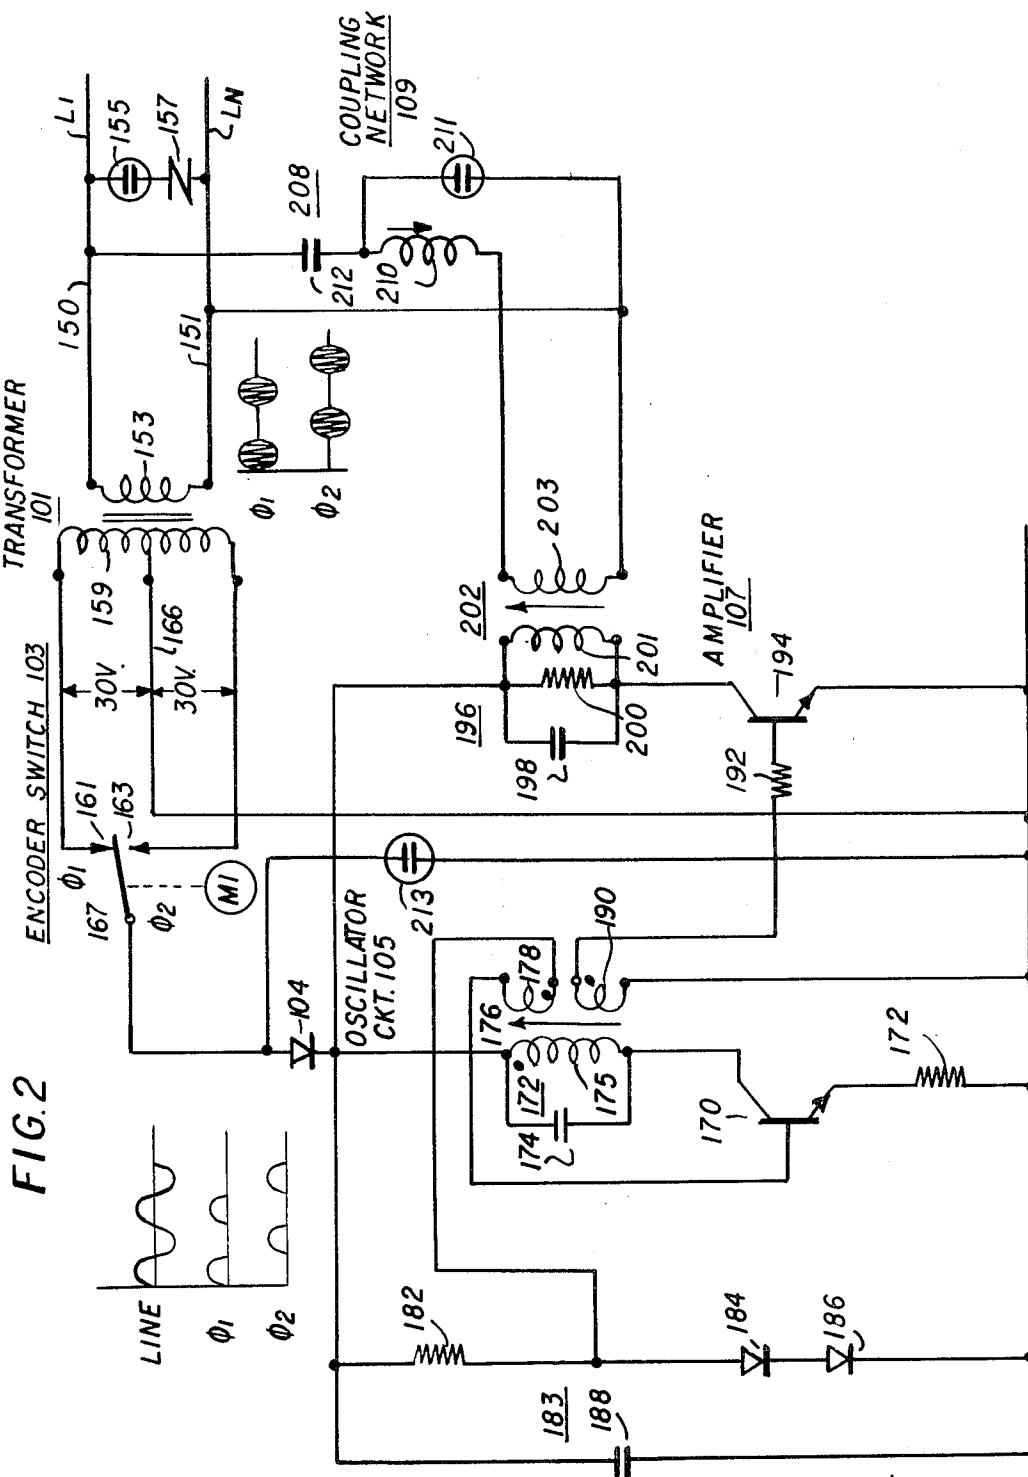 FIG.2
LINE
Φ1
Φ2
ENCODER SWITCH 103
Φ1
161
163
167
Φ2
M1
TRANSFORMER
101
159
153
30V.
166
30V
150
151
L1
155
157
LN
COUPLING
NETWORK
109
208
212
210
211
Φ1
Φ2
104
OSCILLATOR
CKT.105
213
196
198
200
201
202
203
AMPLIFIER
107
194
192
176
178
190
172
174
175
170
172
182
183
188
184
186